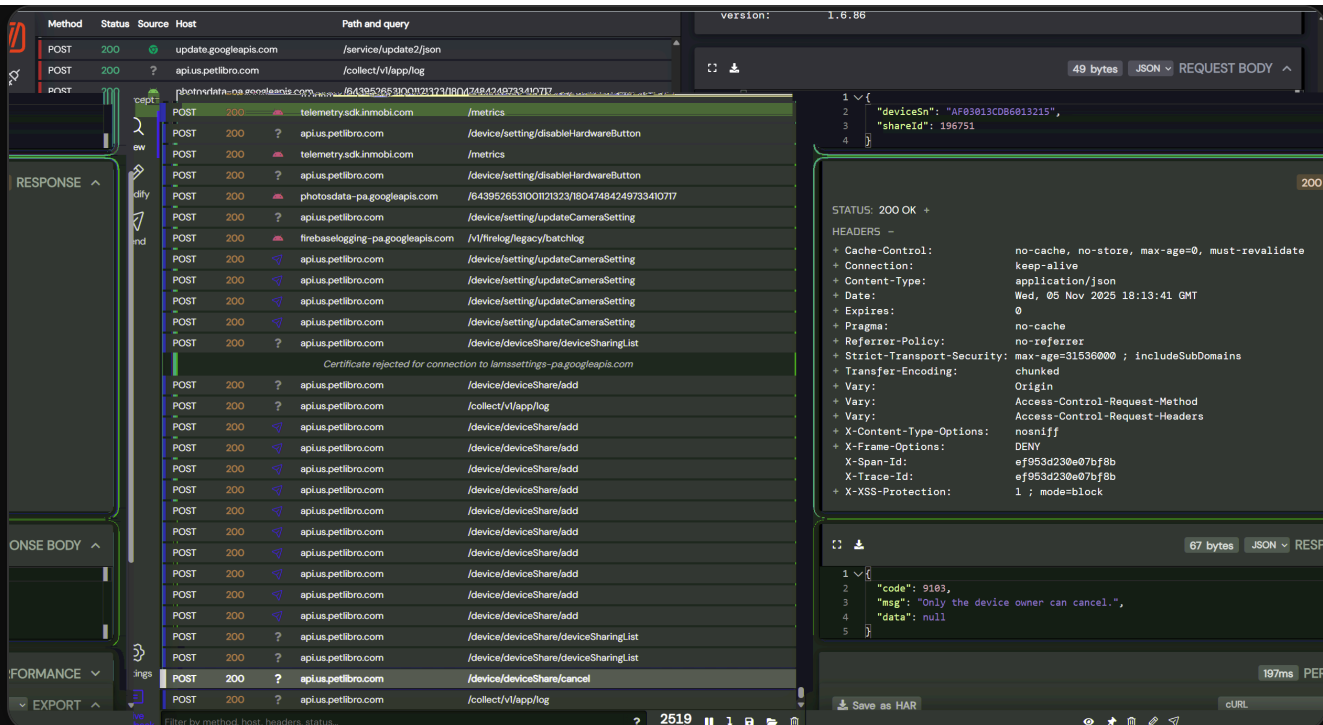 Method Status Source Host Path and query
POST 200 update.googleapis.com /service/update2/json
POST 200 ? api.us.petlibro.com /collect/v1/app/log
POST 200 photosdata-pa.googleapis.com /6439526531001121323/18047484249733410717
version: 1.6.86
49 bytes JSON REQUEST BODY
1 {
2 "deviceSn": "AF03013CDB6013215",
3 "shareId": 196751
4 }
RESPONSE
ONSE BODY
FORMANCE
EXPORT
cept
ew
dify
nd
ings
POST 200 telemetry.sdk.inmobi.com /metrics
POST 200 ? api.us.petlibro.com /device/setting/disableHardwareButton
POST 200 telemetry.sdk.inmobi.com /metrics
POST 200 ? api.us.petlibro.com /device/setting/disableHardwareButton
POST 200 photosdata-pa.googleapis.com /6439526531001121323/18047484249733410717
POST 200 ? api.us.petlibro.com /device/setting/updateCameraSetting
POST 200 firebaselogging-pa.googleapis.com /v1/firelog/legacy/batchlog
POST 200 api.us.petlibro.com /device/setting/updateCameraSetting
POST 200 api.us.petlibro.com /device/setting/updateCameraSetting
POST 200 api.us.petlibro.com /device/setting/updateCameraSetting
POST 200 api.us.petlibro.com /device/setting/updateCameraSetting
POST 200 ? api.us.petlibro.com /device/deviceShare/deviceSharingList
Certificate rejected for connection to lamssettings-pa.googleapis.com
POST 200 ? api.us.petlibro.com /device/deviceShare/add
POST 200 ? api.us.petlibro.com /collect/v1/app/log
POST 200 api.us.petlibro.com /device/deviceShare/add
POST 200 api.us.petlibro.com /device/deviceShare/add
POST 200 api.us.petlibro.com /device/deviceShare/add
POST 200 api.us.petlibro.com /device/deviceShare/add
POST 200 api.us.petlibro.com /device/deviceShare/add
POST 200 api.us.petlibro.com /device/deviceShare/add
POST 200 api.us.petlibro.com /device/deviceShare/add
POST 200 api.us.petlibro.com /device/deviceShare/add
POST 200 api.us.petlibro.com /device/deviceShare/add
POST 200 api.us.petlibro.com /device/deviceShare/add
POST 200 ? api.us.petlibro.com /device/deviceShare/deviceSharingList
POST 200 ? api.us.petlibro.com /device/deviceShare/deviceSharingList
POST 200 ? api.us.petlibro.com /device/deviceShare/cancel
POST 200 ? api.us.petlibro.com /collect/v1/app/log
Filter by method, host, headers, status... ? 2519
200
STATUS: 200 OK +
HEADERS −
+ Cache-Control: no-cache, no-store, max-age=0, must-revalidate
+ Connection: keep-alive
+ Content-Type: application/json
+ Date: Wed, 05 Nov 2025 18:13:41 GMT
+ Expires: 0
+ Pragma: no-cache
+ Referrer-Policy: no-referrer
+ Strict-Transport-Security: max-age=31536000 ; includeSubDomains
+ Transfer-Encoding: chunked
+ Vary: Origin
+ Vary: Access-Control-Request-Method
+ Vary: Access-Control-Request-Headers
+ X-Content-Type-Options: nosniff
+ X-Frame-Options: DENY
X-Span-Id: ef953d230e07bf8b
X-Trace-Id: ef953d230e07bf8b
+ X-XSS-Protection: 1 ; mode=block
67 bytes JSON RESP
1 {
2 "code": 9103,
3 "msg": "Only the device owner can cancel.",
4 "data": null
5 }
197ms PER
Save as HAR cURL